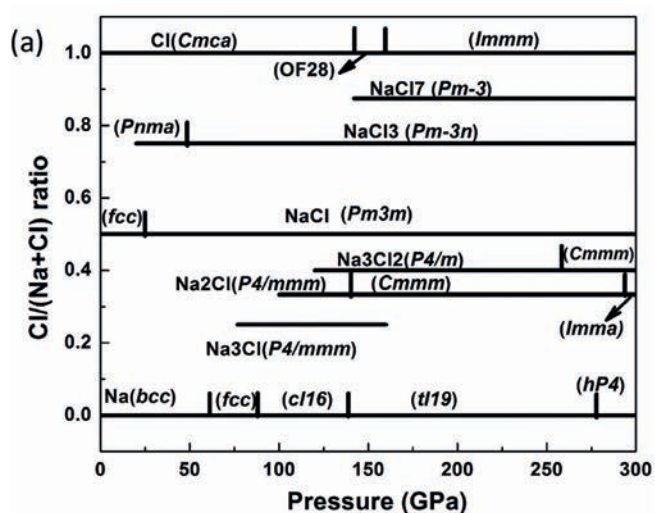 (a)
Cl(Cmca)
(Immm)
1.0
(OF28)
NaCl7 (Pm-3)
0.8
(Pnma)
NaCl3 (Pm-3n)
0.6
(fcc)
NaCl (Pm3m)
Na3Cl2(P4/m)
(Cmmm)
0.4
Na2Cl(P4/mmm)
(Cmmm)
(Imma)
0.2
Na3Cl(P4/mmm)
Na(bcc)
(fcc)
(cI16)
(tI19)
(hP4)
0.0
0 50 100 150 200 250 300
Pressure (GPa)
Cl/(Na+Cl) ratio